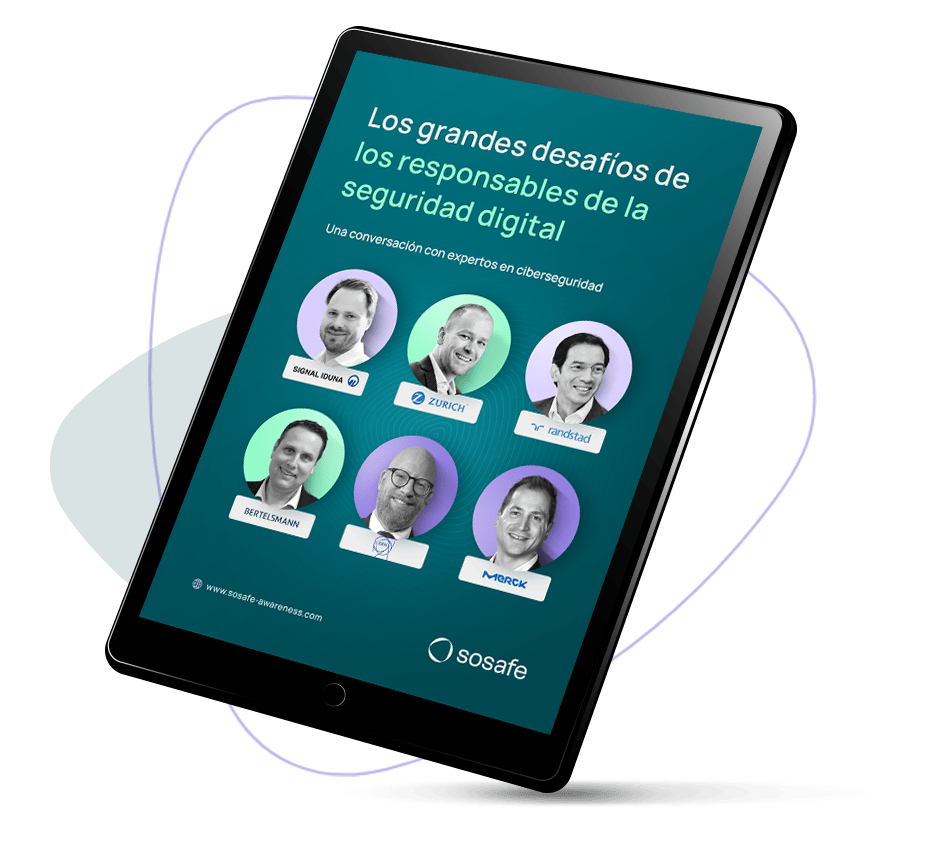 Los grandes desafíos de
los responsables de la
seguridad digital
Una conversación con expertos en ciberseguridad
SIGNAL IDUNA
ZURICH
randstad
BERTELSMANN
CERN
MERCK
www.sosafe-awareness.com
sosafe